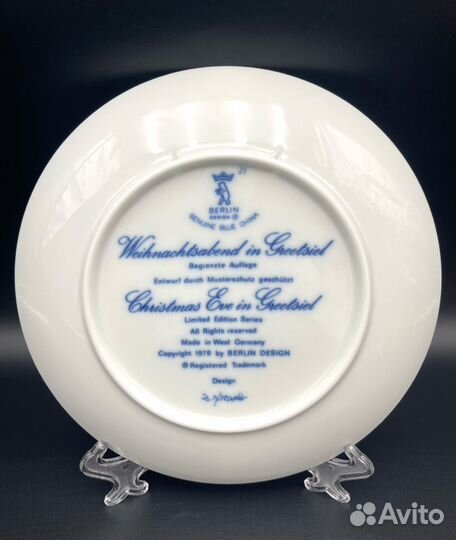 21
BERLIN
DESIGN ®
GENUINE BLUE CHINA
Weihnachtsabend in Greetsiel
Begrenzte Auflage
Entwurf durch Musterschutz geschützt
Christmas Eve in Greetsiel
Limited Edition Series
All Rights reserved
Made in West Germany
Copyright 1979 by BERLIN DESIGN
® Registered Trademark
Design
Avito